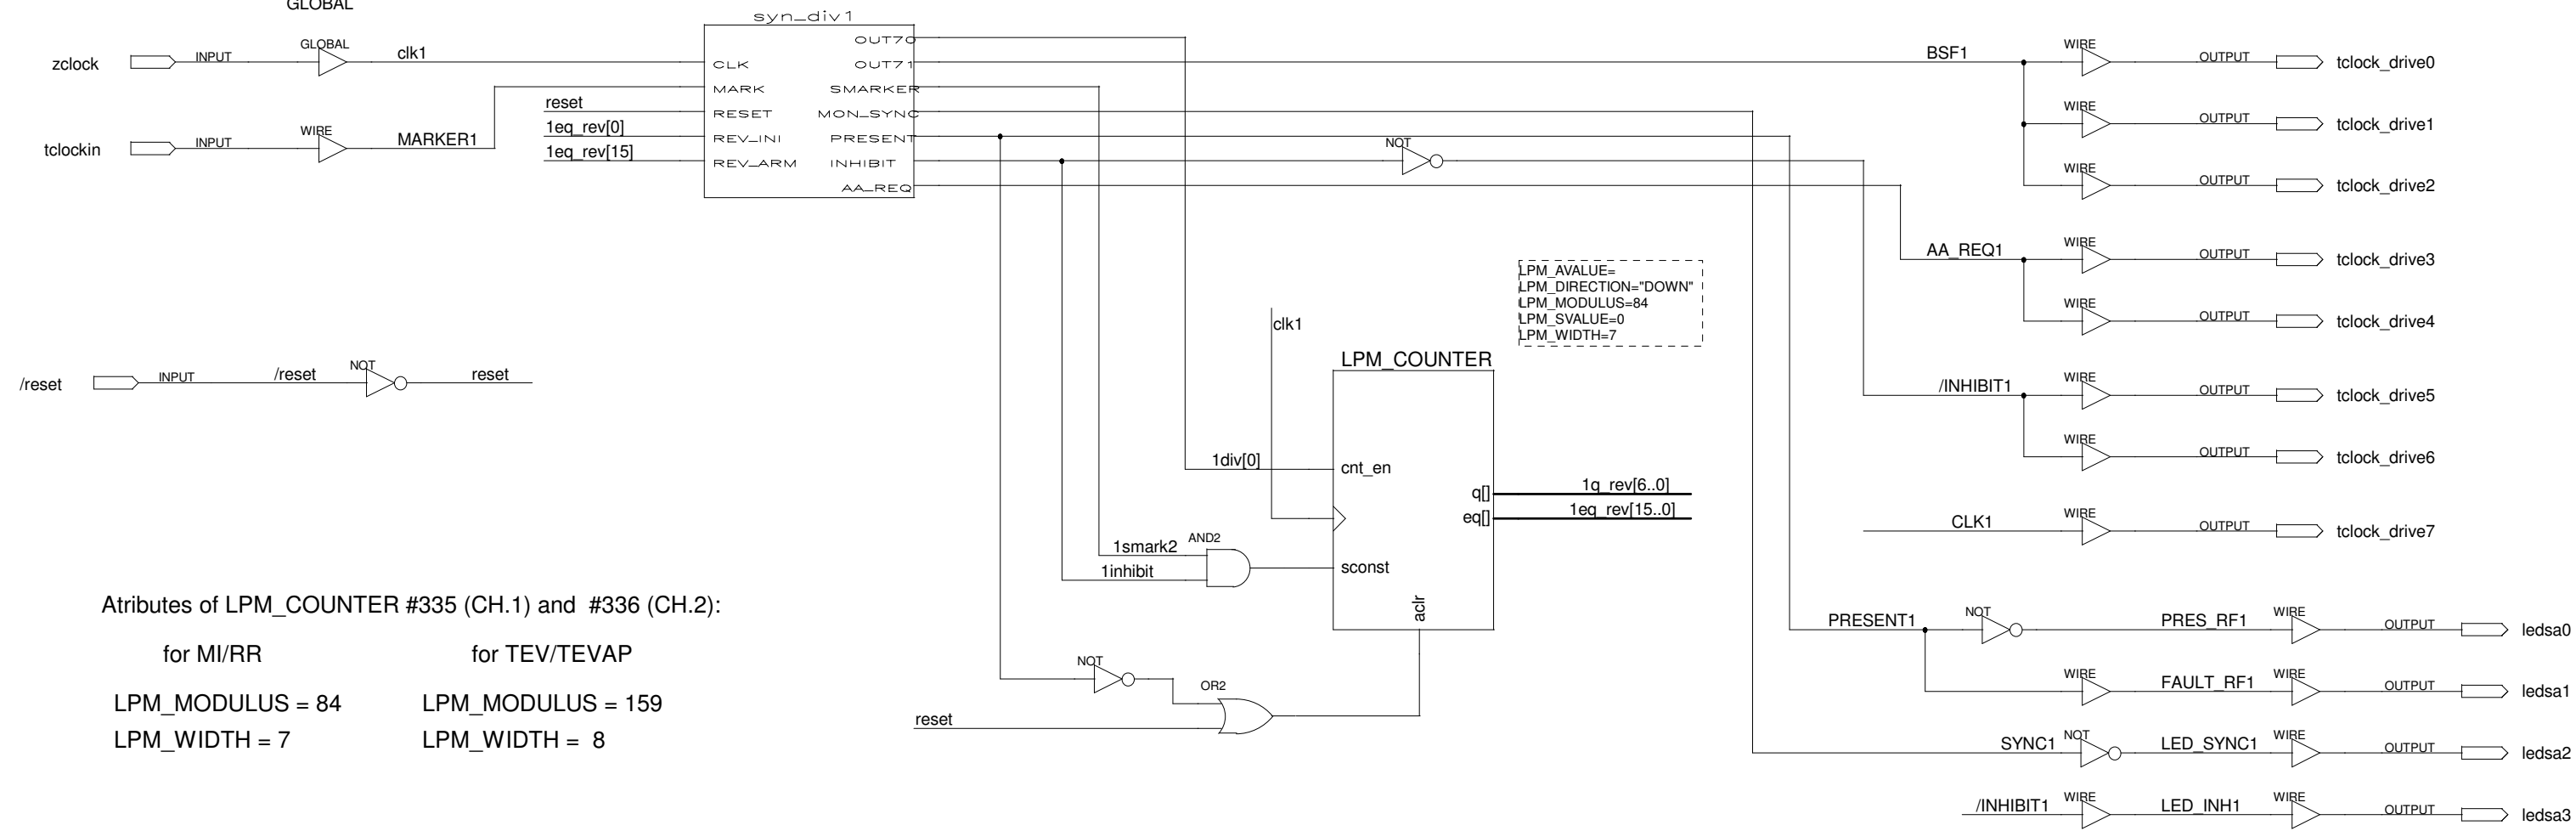 GLOBAL
syn_div1
zclock INPUT GLOBAL clk1
tclockin INPUT WIRE MARKER1
reset
1eq_rev[0]
1eq_rev[15]
CLK OUT70
OUT71
MARK SMARKER
RESET MON_SYNC
REV_INI PRESENT
REV_ARM INHIBIT
AA_REQ
NOT
BSF1 WIRE OUTPUT tclock_drive0
WIRE OUTPUT tclock_drive1
WIRE OUTPUT tclock_drive2
AA_REQ1 WIRE OUTPUT tclock_drive3
WIRE OUTPUT tclock_drive4
/INHIBIT1 WIRE OUTPUT tclock_drive5
WIRE OUTPUT tclock_drive6
CLK1 WIRE OUTPUT tclock_drive7
/reset INPUT /reset NOT reset
LPM_AVALUE=
LPM_DIRECTION="DOWN"
LPM_MODULUS=84
LPM_SVALUE=0
LPM_WIDTH=7
clk1
LPM_COUNTER
1div[0] cnt_en
q[] 1q_rev[6..0]
eq[] 1eq_rev[15..0]
1smark2 AND2
1inhibit
sconst
aclr
NOT
OR2
reset
Atributes of LPM_COUNTER #335 (CH.1) and #336 (CH.2):
for MI/RR for TEV/TEVAP
LPM_MODULUS = 84 LPM_MODULUS = 159
LPM_WIDTH = 7 LPM_WIDTH = 8
PRESENT1 NOT PRES_RF1 WIRE OUTPUT ledsa0
WIRE FAULT_RF1 WIRE OUTPUT ledsa1
SYNC1 NOT LED_SYNC1 WIRE OUTPUT ledsa2
/INHIBIT1 WIRE LED_INH1 WIRE OUTPUT ledsa3